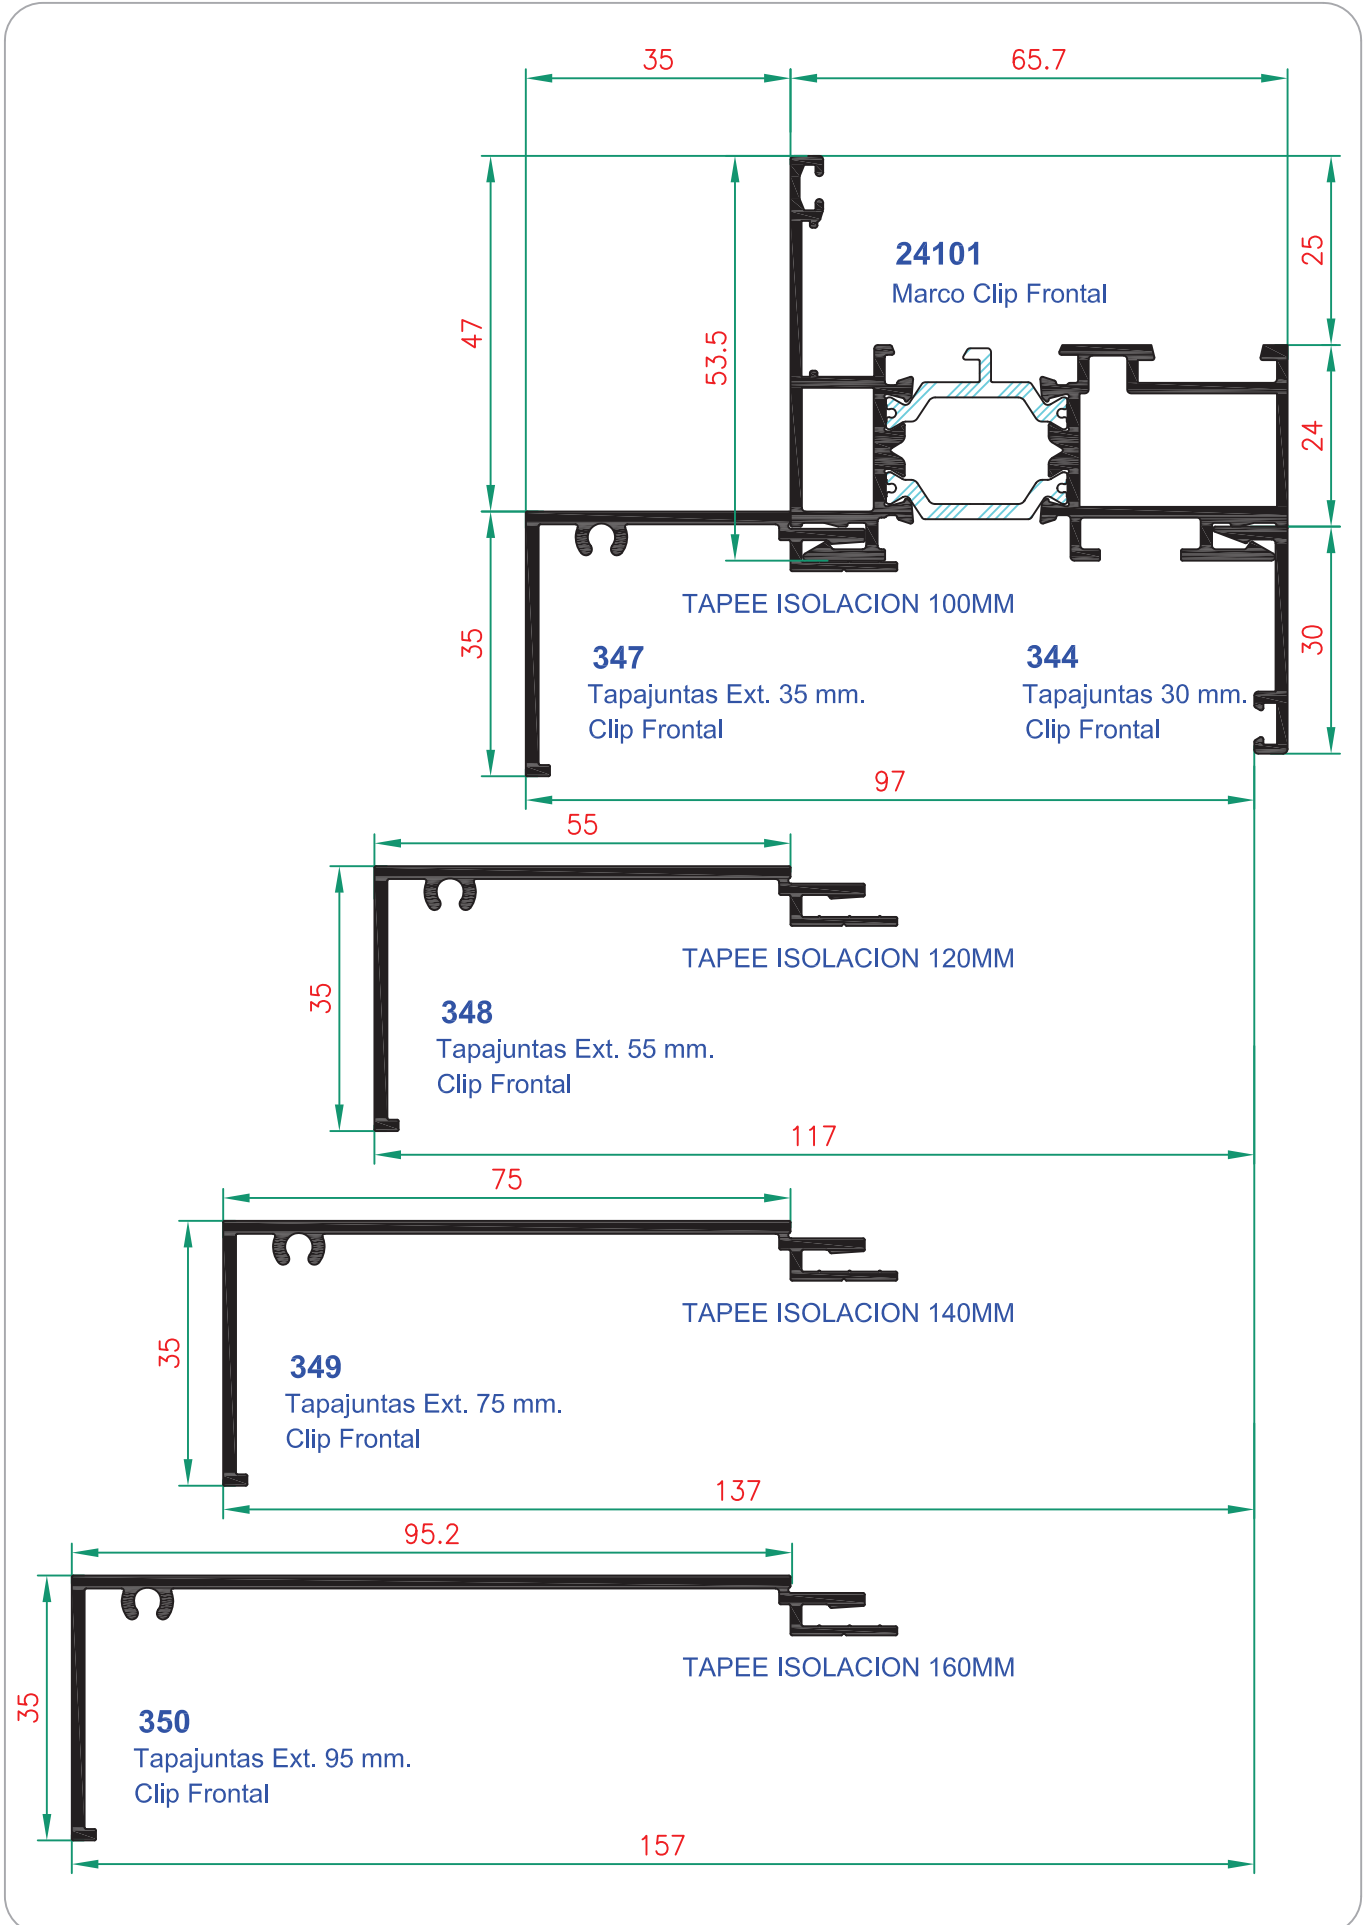 35
65.7
47
53.5
25
24101
Marco Clip Frontal
24
TAPEE ISOLACION 100MM
35
347
Tapajuntas Ext. 35 mm.
Clip Frontal
344
Tapajuntas 30 mm.
Clip Frontal
30
97
55
TAPEE ISOLACION 120MM
35
348
Tapajuntas Ext. 55 mm.
Clip Frontal
117
75
TAPEE ISOLACION 140MM
35
349
Tapajuntas Ext. 75 mm.
Clip Frontal
137
95.2
TAPEE ISOLACION 160MM
35
350
Tapajuntas Ext. 95 mm.
Clip Frontal
157